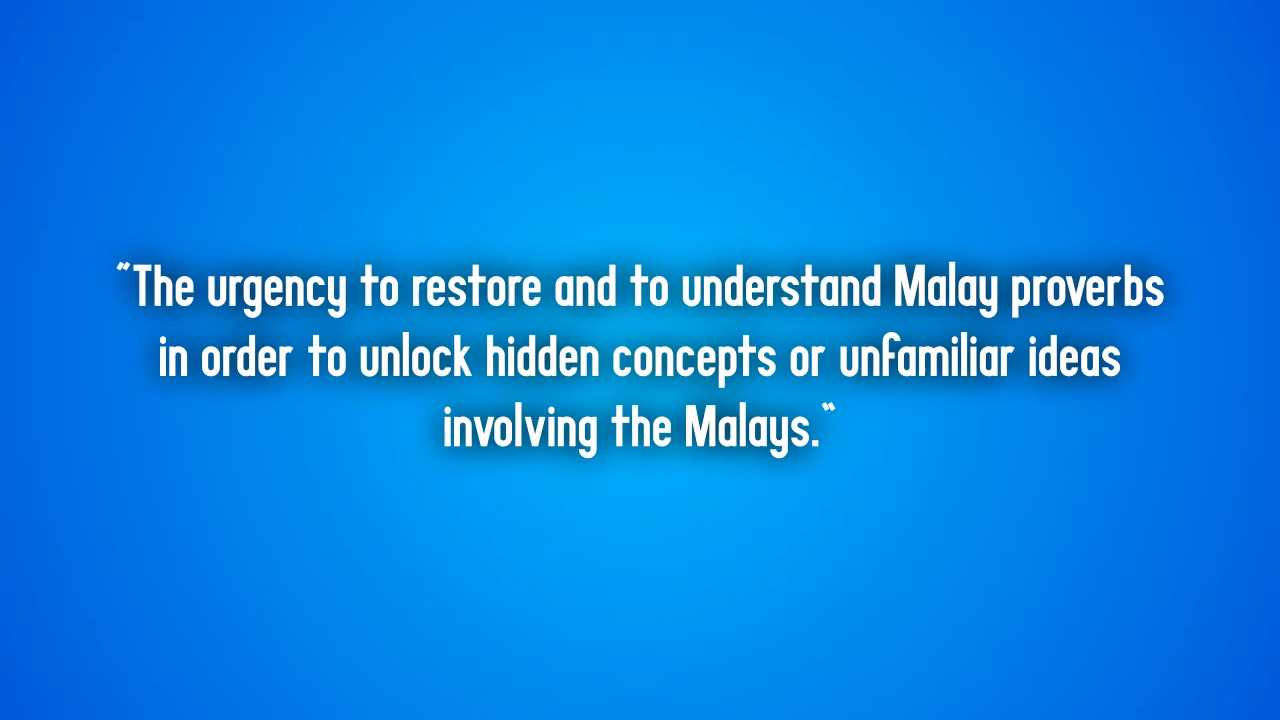 "The urgency to restore and to understand Malay proverbs
in order to unlock hidden concepts or unfamiliar ideas
involving the Malays."